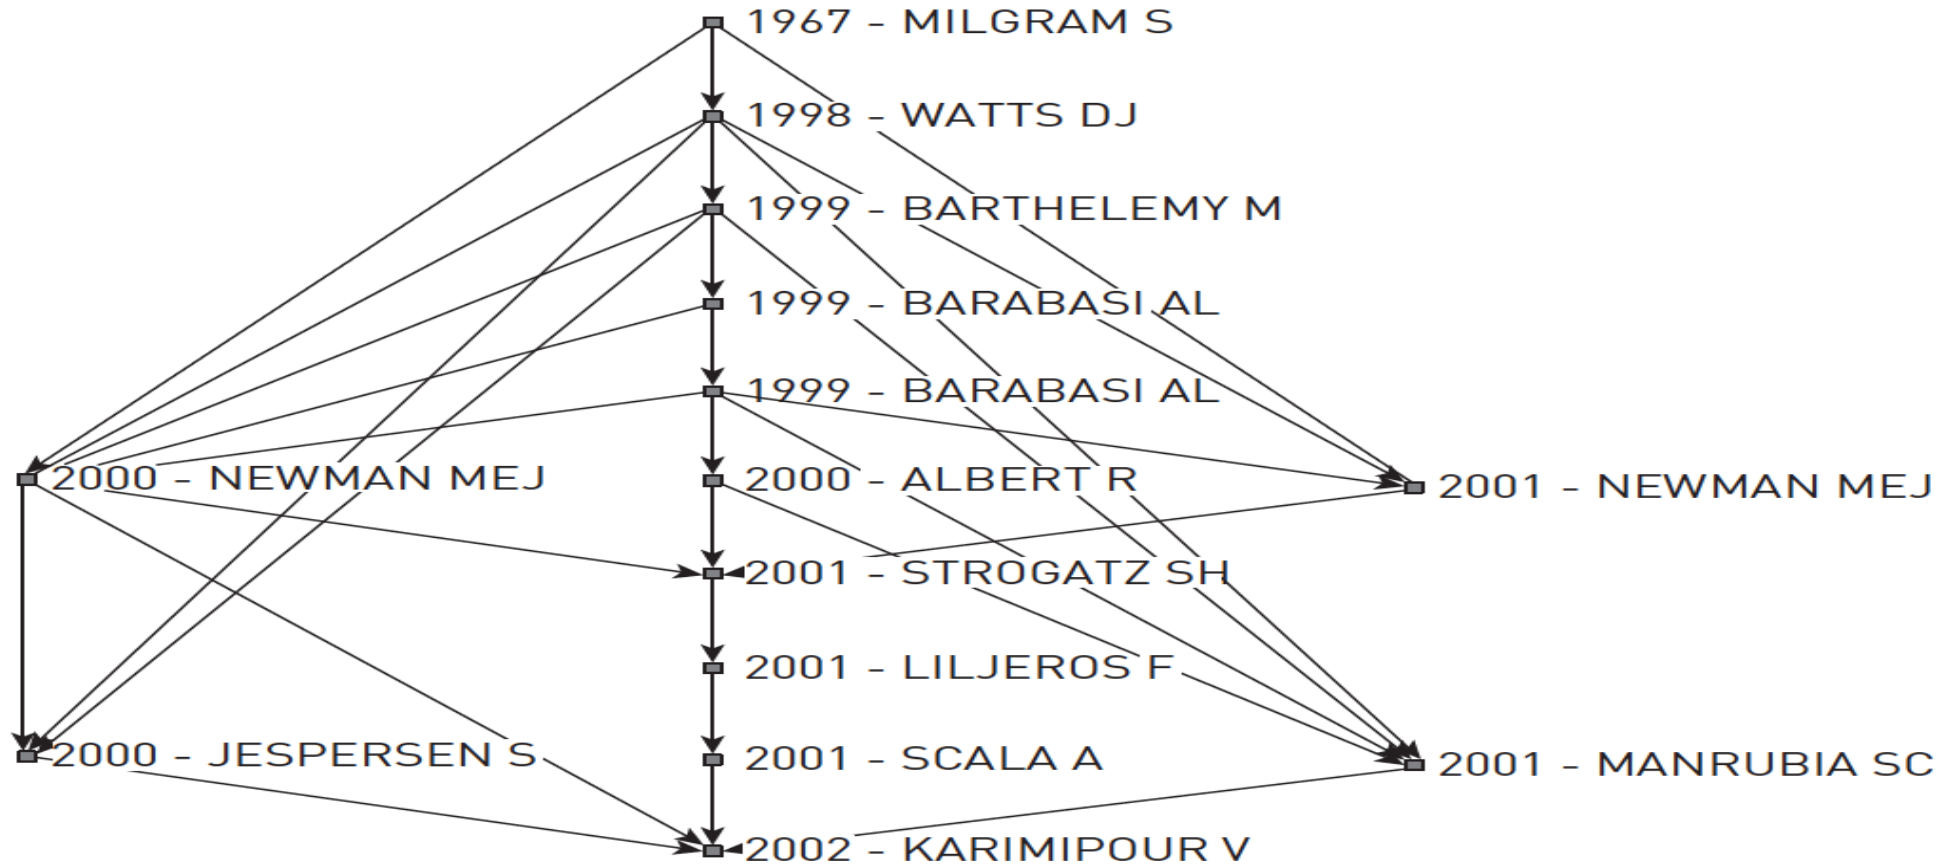 1967 - MILGRAM S
1998 - WATTS DJ
1999 - BARTHELEMY M
1999 - BARABASI AL
1999 - BARABASI AL
2000 - NEWMAN MEJ
2000 - ALBERT R
2001 - NEWMAN MEJ
2001 - STROGATZ SH
2001 - LILJEROS F
2000 - JESPERSEN S
2001 - SCALA A
2001 - MANRUBIA SC
2002 - KARIMIPOUR V